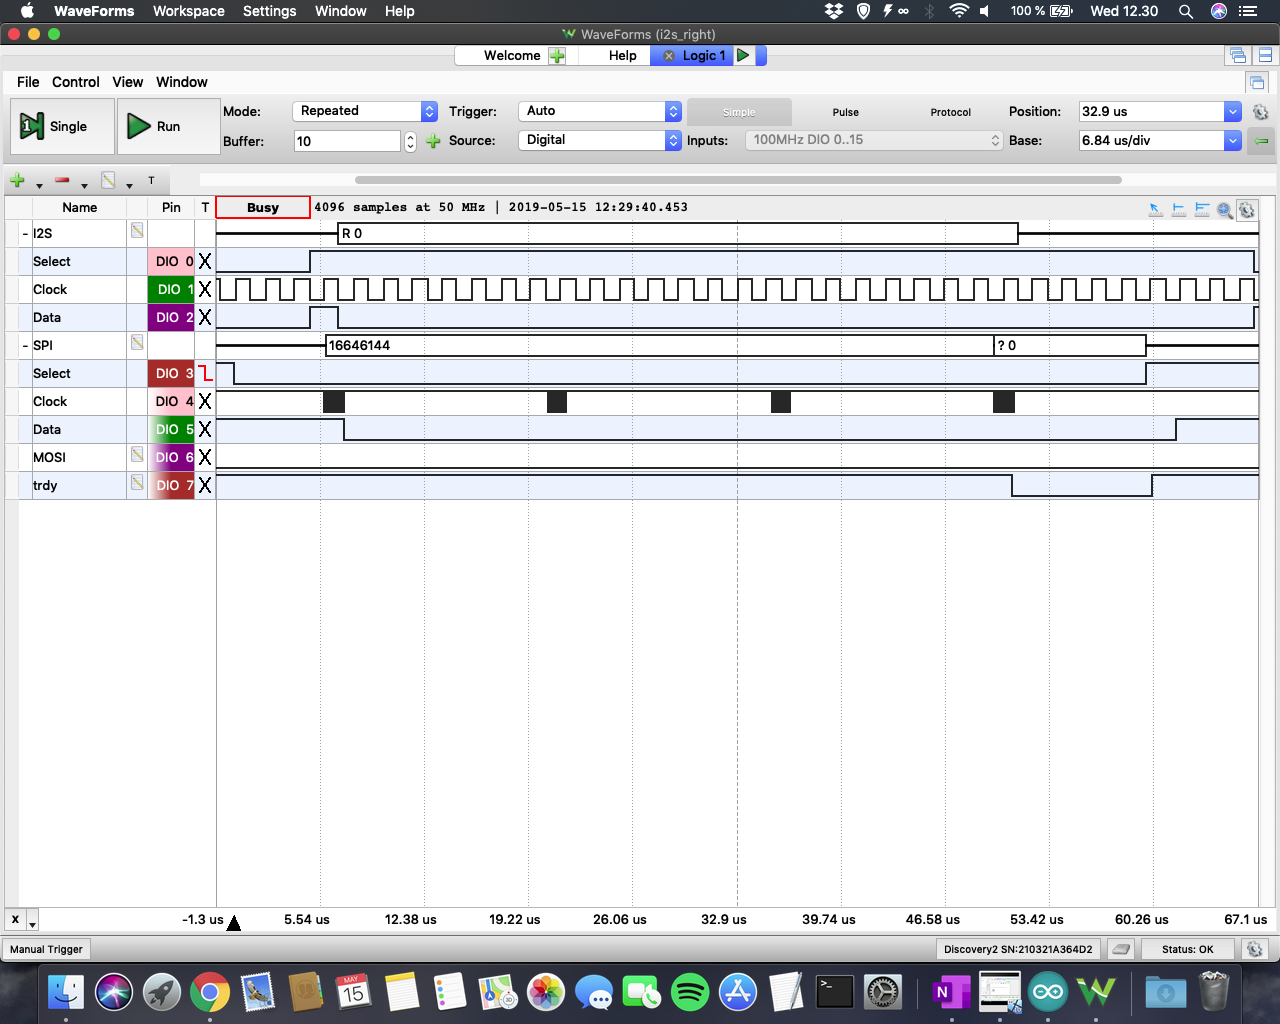 WaveForms Workspace Settings Window Help 100 % Wed 12.30
WaveForms (i2s_right)
Welcome Help Logic 1
File Control View Window
Mode: Repeated Trigger: Auto Simple Pulse Protocol Position: 32.9 us
Single Run
Buffer: 10 Source: Digital Inputs: 100MHz DIO 0..15 Base: 6.84 us/div
T
Name Pin T Busy 4096 samples at 50 MHz | 2019-05-15 12:29:40.453
- I2S R 0
Select DIO 0 X
Clock DIO 1 X
Data DIO 2 X
- SPI 16646144 ? 0
Select DIO 3
Clock DIO 4 X
Data DIO 5 X
MOSI DIO 6 X
trdy DIO 7 X
X -1.3 us 5.54 us 12.38 us 19.22 us 26.06 us 32.9 us 39.74 us 46.58 us 53.42 us 60.26 us 67.1 us
Manual Trigger Discovery2 SN:210321A364D2 Status: OK
MAY
15
30
N
>_